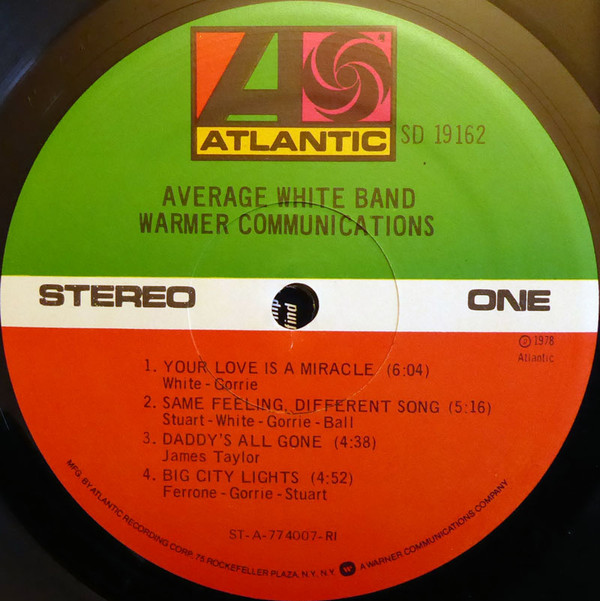 ATLANTIC
SD 19162
AVERAGE WHITE BAND
WARMER COMMUNICATIONS
STEREO
ONE
find
℗ 1978
Atlantic
1. YOUR LOVE IS A MIRACLE (6:04)
White - Gorrie
2. SAME FEELING, DIFFERENT SONG (5:16)
Stuart - White - Gorrie - Ball
3. DADDY'S ALL GONE (4:38)
James Taylor
4. BIG CITY LIGHTS (4:52)
Ferrone - Gorrie - Stuart
ST-A-774007-RI
MFG. BY ATLANTIC RECORDING CORP. 75 ROCKEFELLER PLAZA, N.Y. N.Y. A WARNER COMMUNICATIONS COMPANY